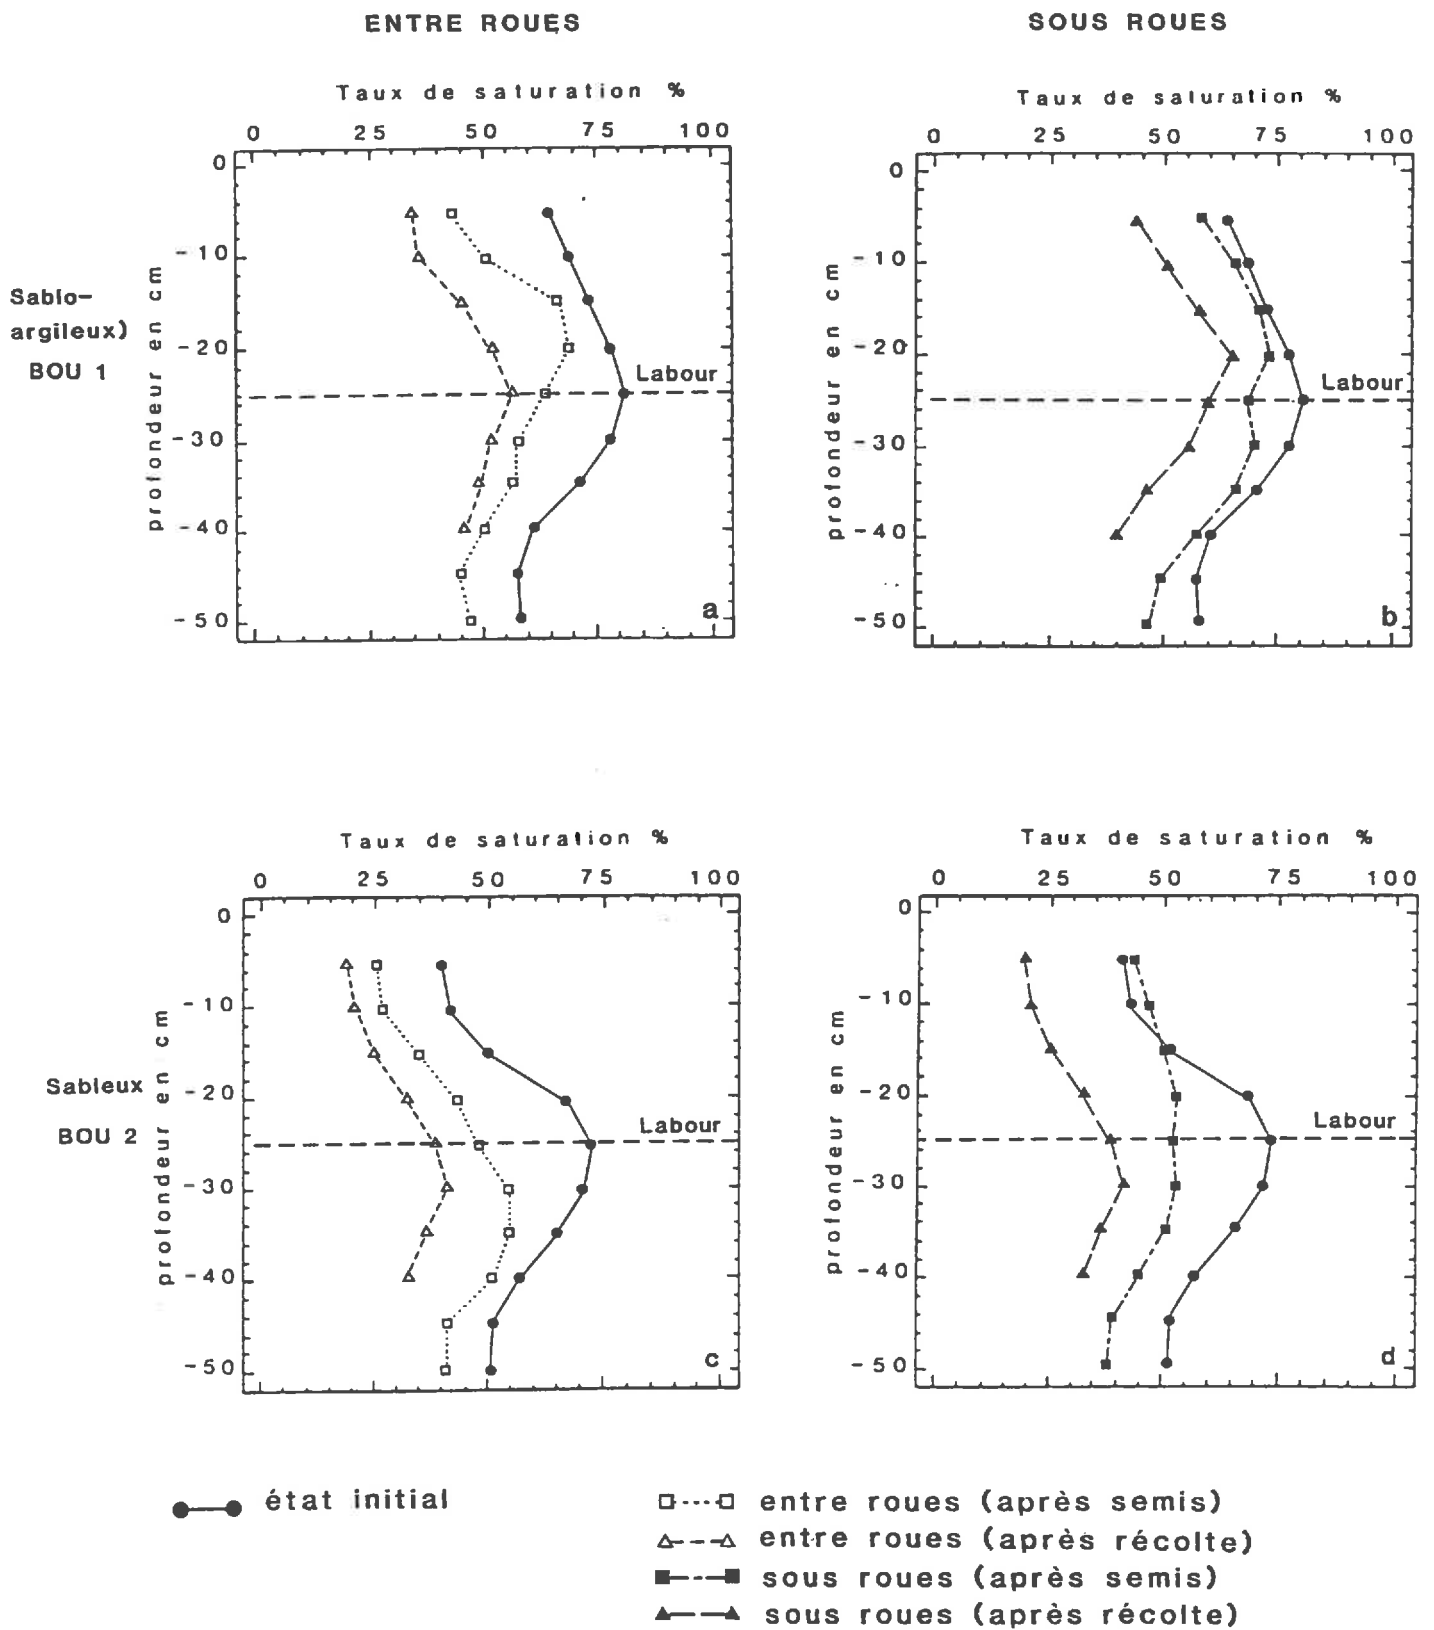 ENTRE ROUES
SOUS ROUES
Taux de saturation %
0 25 50 75 100
0
-10
-20
-30
-40
-50
profondeur en cm
Sablo-
argileux)
BOU 1
Labour
a
Taux de saturation %
0 25 50 75 100
0
-10
-20
-30
-40
-50
profondeur en cm
Labour
b
Taux de saturation %
0 25 50 75 100
0
-10
-20
-30
-40
-50
profondeur en cm
Sableux
BOU 2
Labour
c
Taux de saturation %
0 25 50 75 100
0
-10
-20
-30
-40
-50
profondeur en cm
Labour
d
état initial
entre roues (après semis)
entre roues (après récolte)
sous roues (après semis)
sous roues (après récolte)